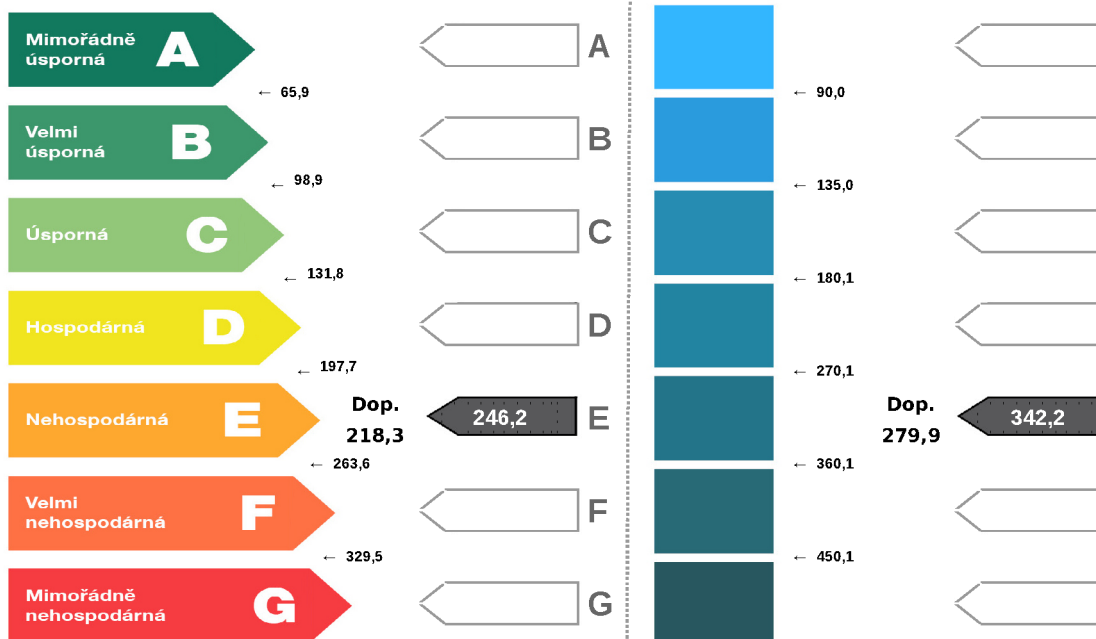 Mimořádně
úsporná A
A
← 65,9
← 90,0
Velmi
úsporná B
B
← 98,9
← 135,0
Úsporná C
C
← 131,8
← 180,1
Hospodárná D
D
← 197,7
← 270,1
Nehospodárná E
Dop.
218,3
246,2
E
Dop.
279,9
342,2
← 263,6
← 360,1
Velmi
nehospodárná F
F
← 329,5
← 450,1
Mimořádně
nehospodárná G
G